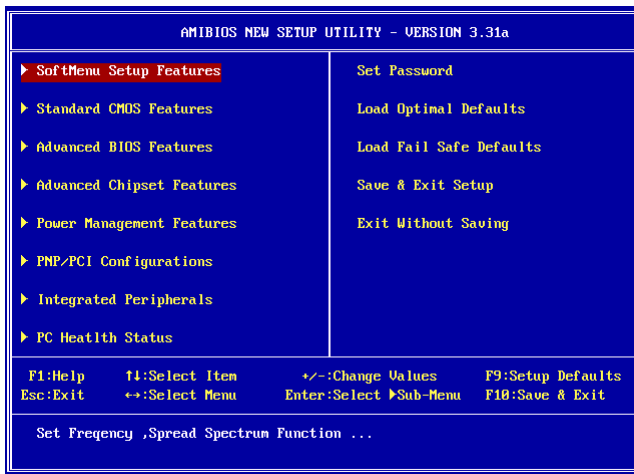 AMIBIOS NEW SETUP UTILITY - VERSION 3.31a
▶ SoftMenu Setup Features
▶ Standard CMOS Features
▶ Advanced BIOS Features
▶ Advanced Chipset Features
▶ Power Management Features
▶ PNP/PCI Configurations
▶ Integrated Peripherals
▶ PC Heatlth Status
Set Password
Load Optimal Defaults
Load Fail Safe Defaults
Save & Exit Setup
Exit Without Saving
F1:Help ↑↓:Select Item +/-:Change Values F9:Setup Defaults
Esc:Exit ↔:Select Menu Enter:Select ▶Sub-Menu F10:Save & Exit
Set Freqency ,Spread Spectrum Function ...